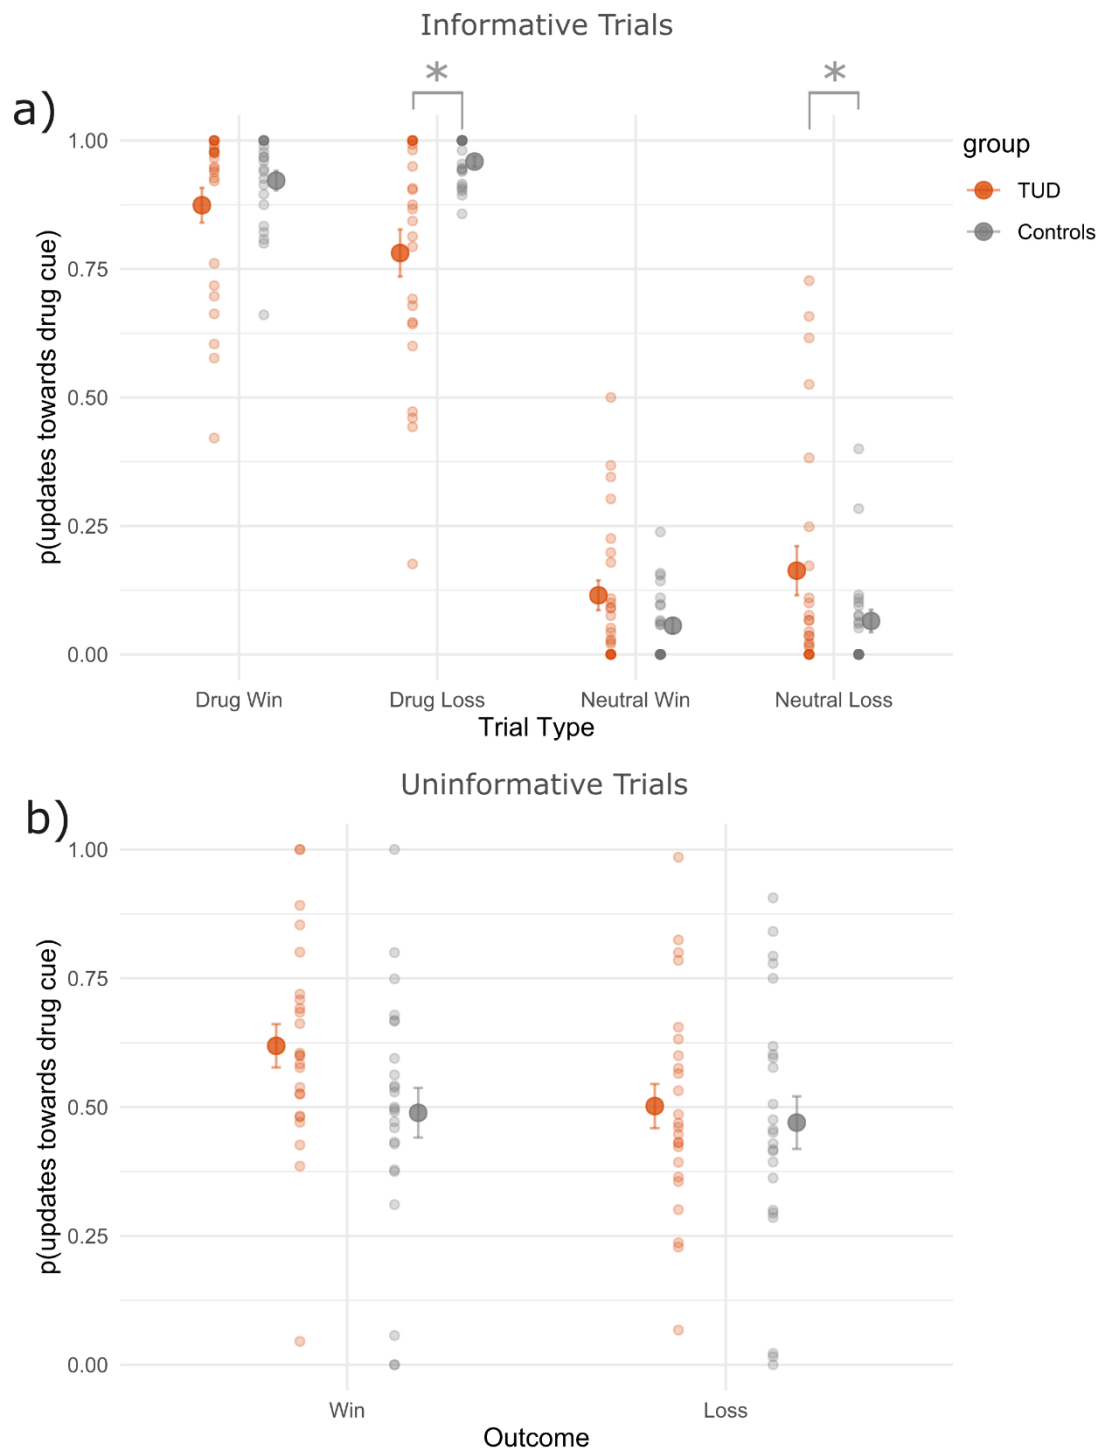 Informative Trials
a)
*
*
1.00
0.75
0.50
0.25
0.00
p(updates towards drug cue)
Drug Win
Drug Loss
Neutral Win
Neutral Loss
Trial Type
group
TUD
Controls
Uninformative Trials
b)
1.00
0.75
0.50
0.25
0.00
p(updates towards drug cue)
Win
Loss
Outcome